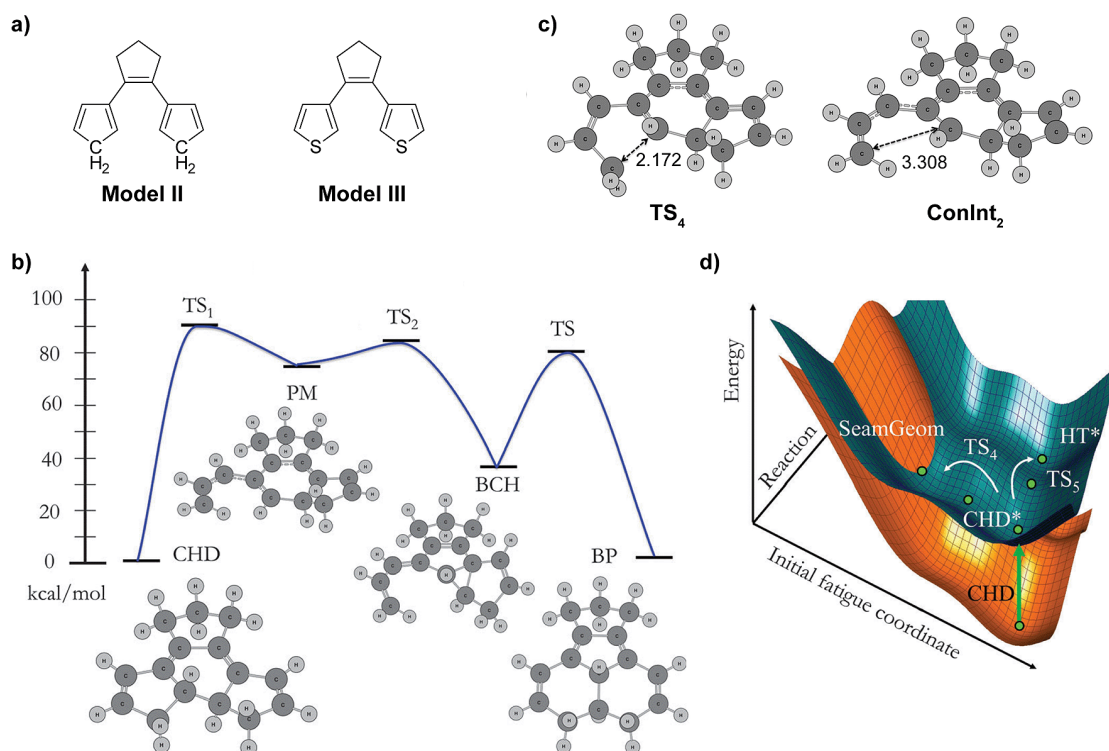 a)
C
H₂
C
H₂
Model II
S
S
Model III
c)
2.172
TS₄
3.308
ConInt₂
b)
100
80
60
40
20
0
kcal/mol
TS₁
PM
TS₂
BCH
TS
BP
CHD
d)
Energy
Reaction
Initial fatigue coordinate
SeamGeom
TS₄
HT*
TS₅
CHD*
CHD